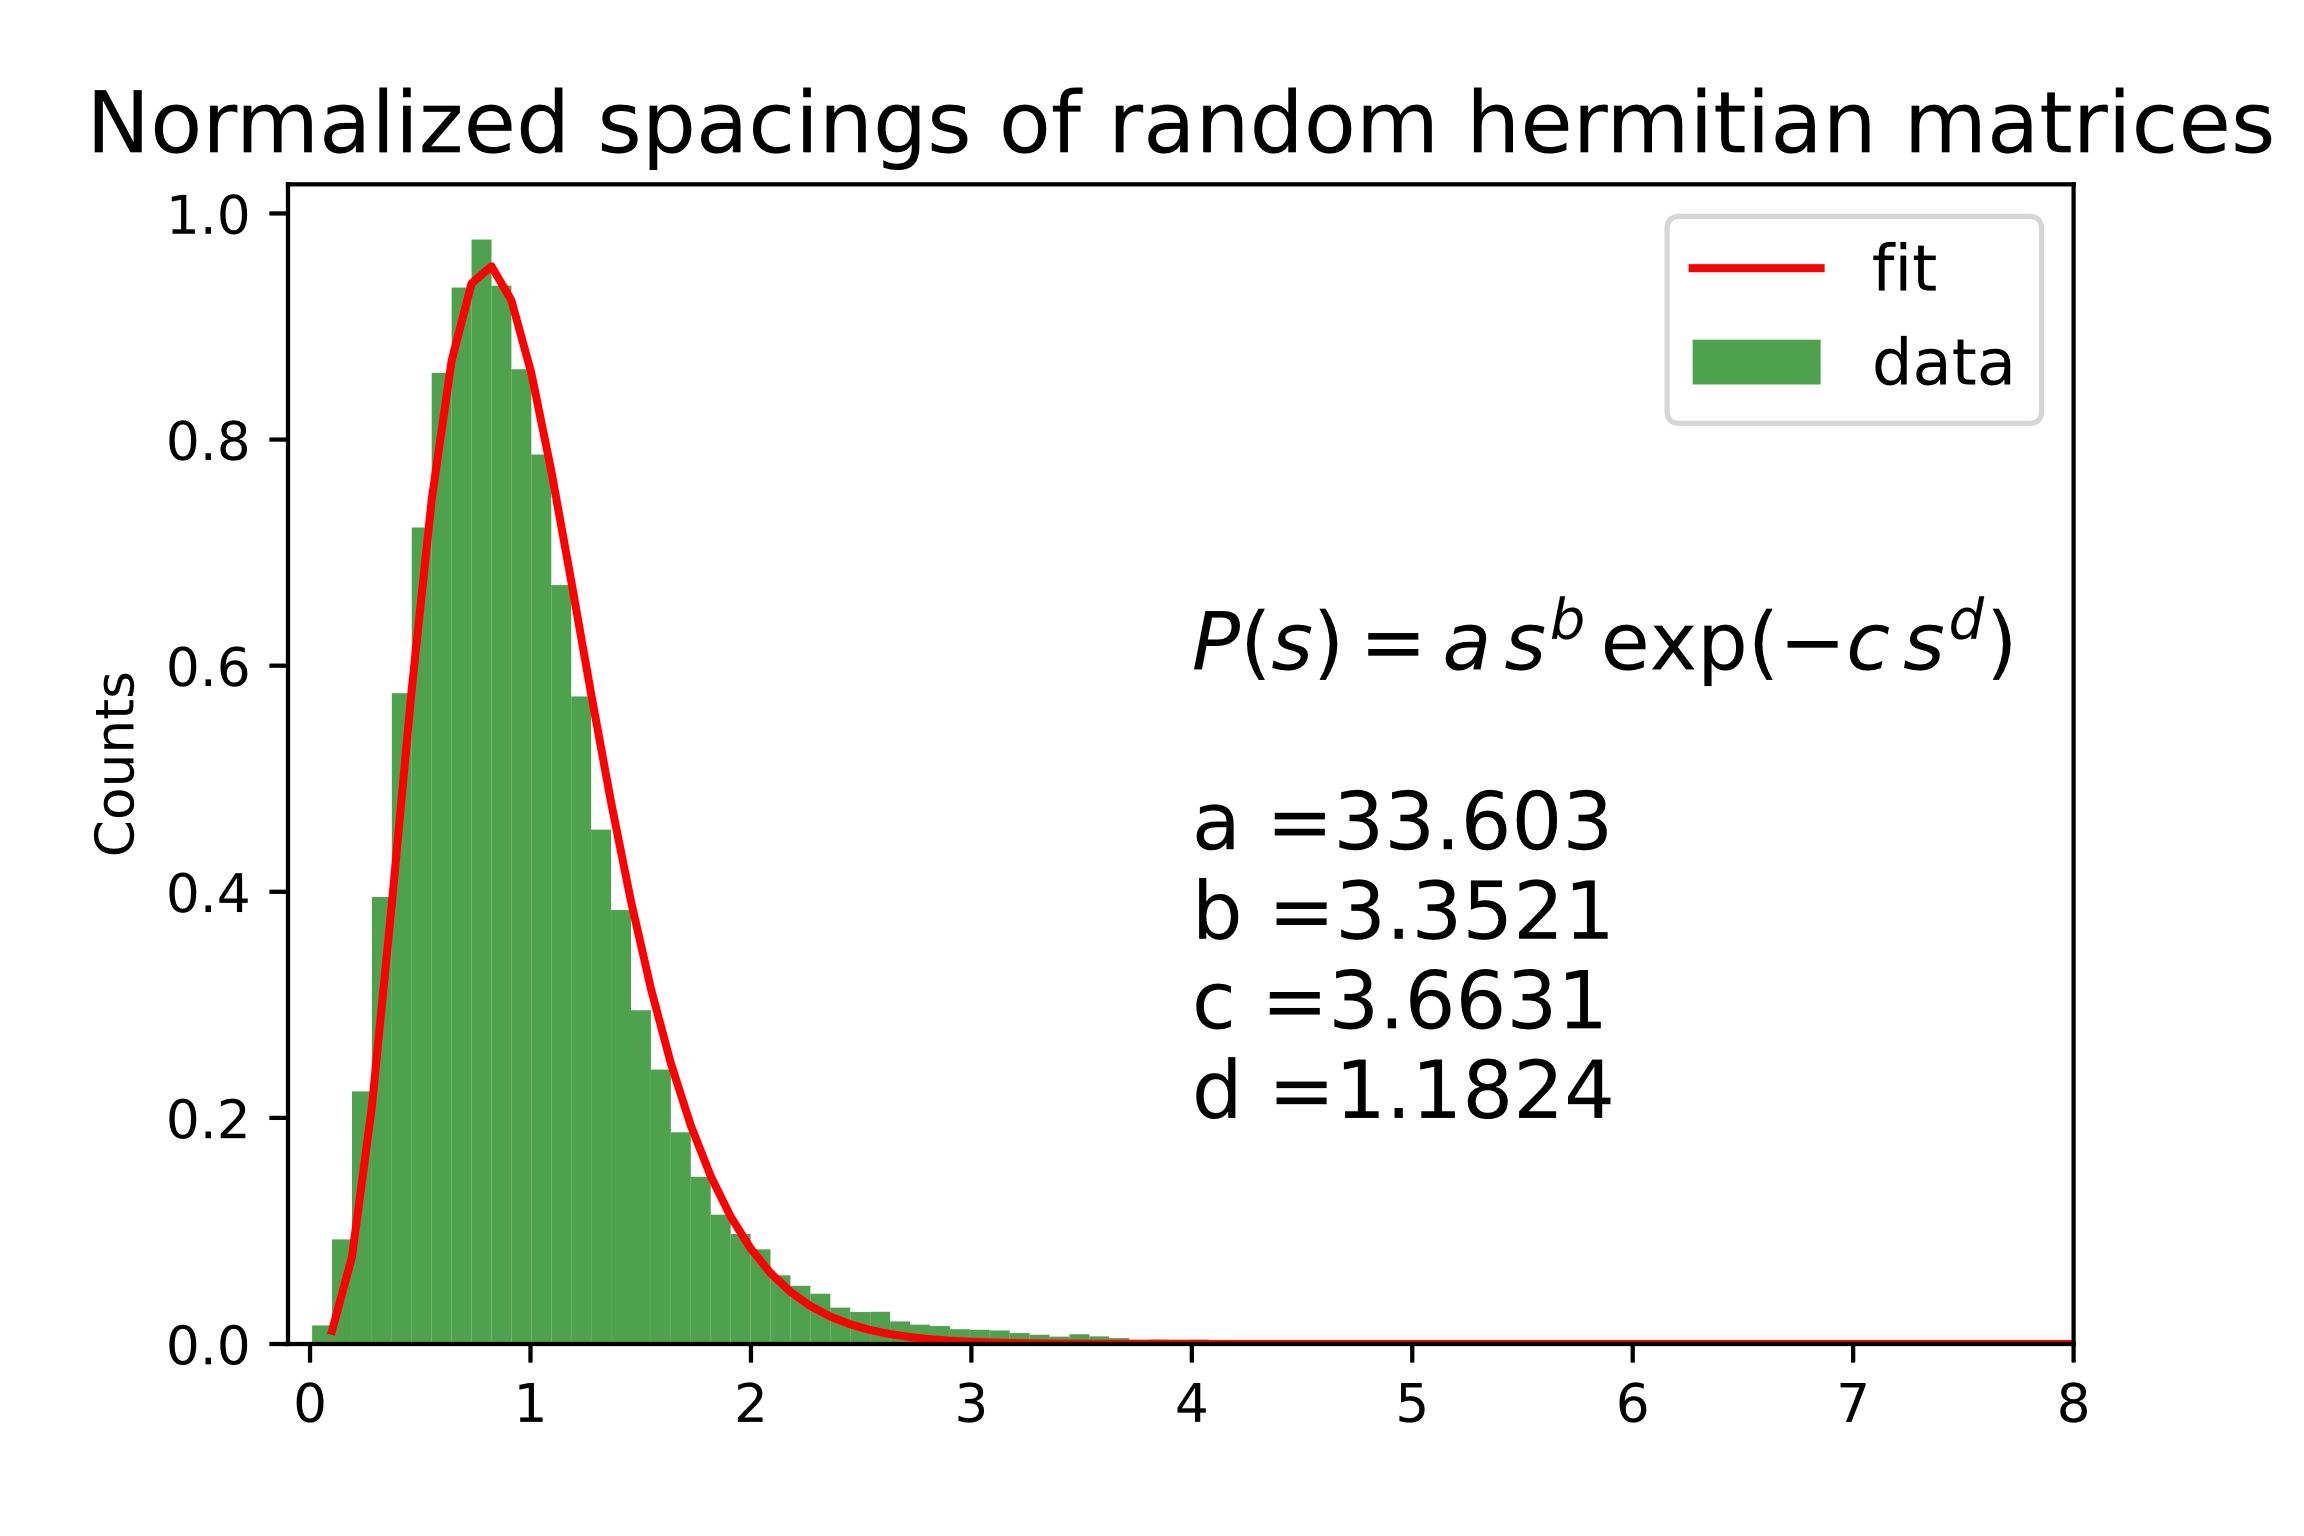 Normalized spacings of random hermitian matrices
1.0
0.8
0.6
0.4
0.2
0.0
Counts
fit
data
P(s) = a s^b exp(−c s^d)
a =33.603
b =3.3521
c =3.6631
d =1.1824
0 1 2 3 4 5 6 7 8